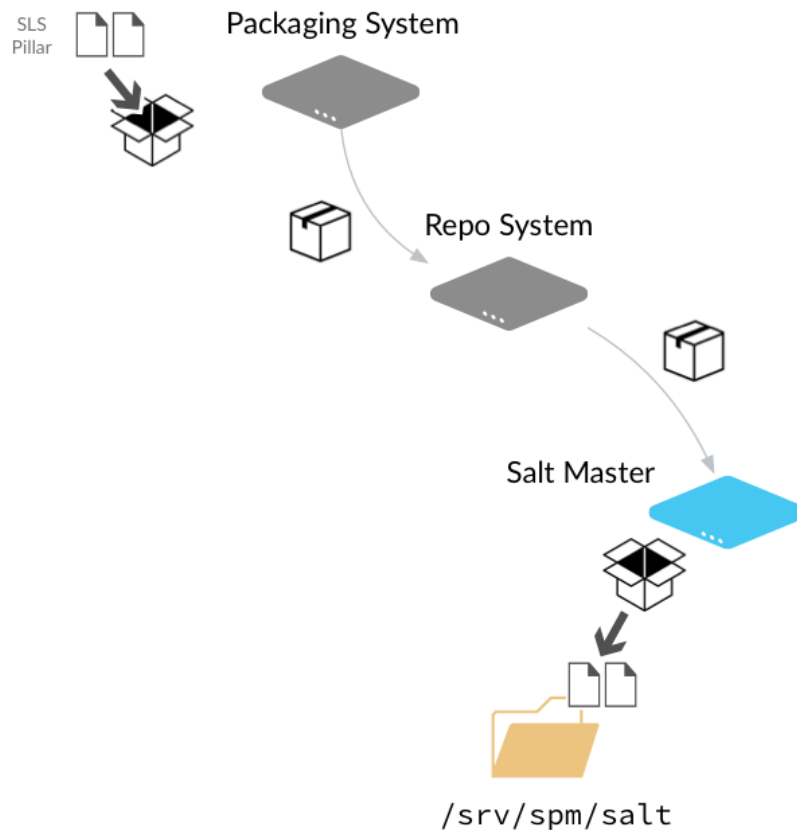 SLS
Pillar
Packaging System
Repo System
Salt Master
/srv/spm/salt